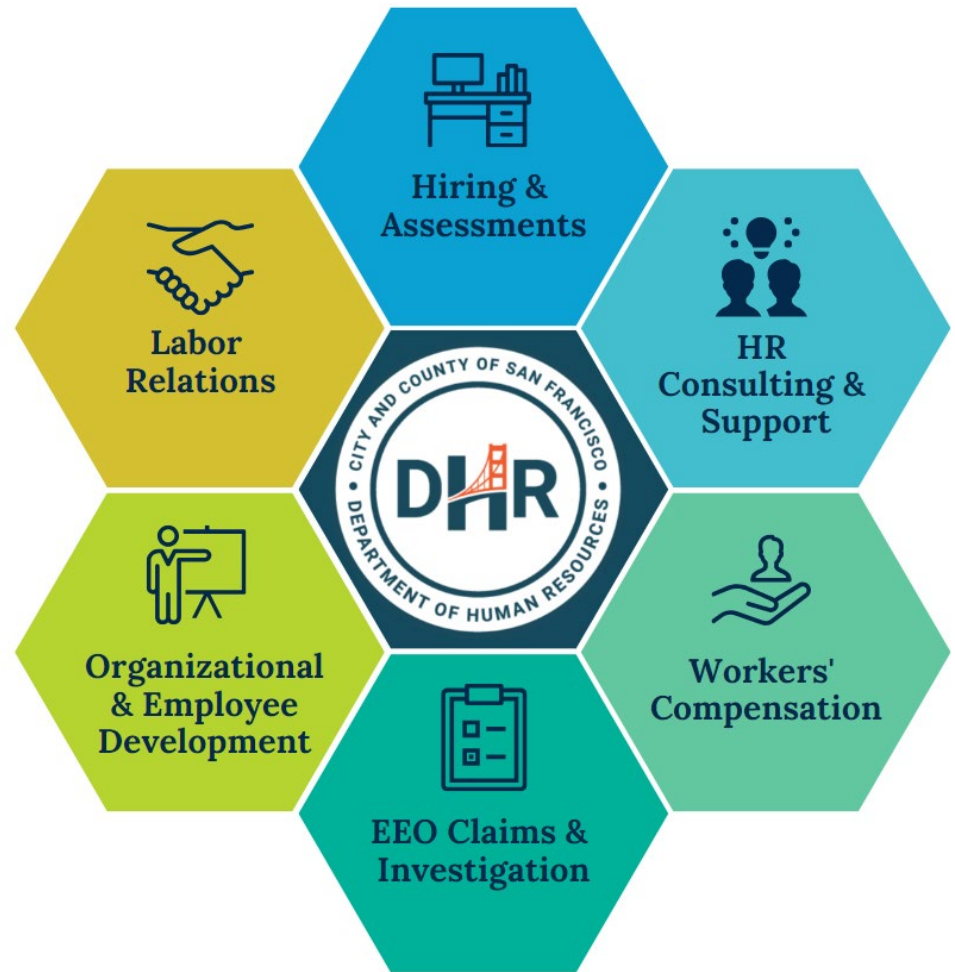 Hiring &
Assessments
Labor
Relations
HR
Consulting &
Support
CITY AND COUNTY OF SAN FRANCISCO
DHR
• DEPARTMENT OF HUMAN RESOURCES •
Organizational
& Employee
Development
Workers'
Compensation
EEO Claims &
Investigation